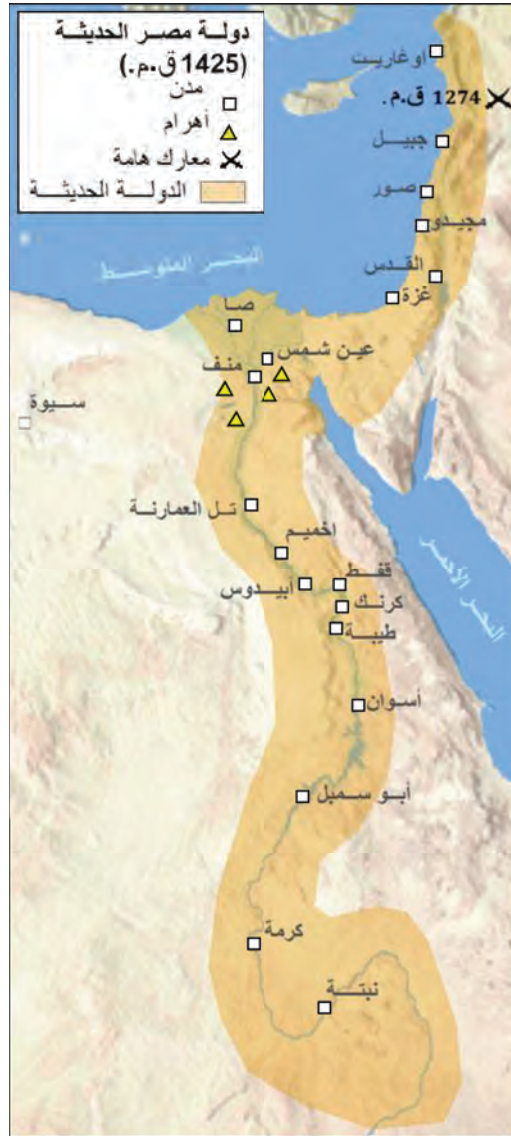 دولة مصر الحديثة
(1425 ق.م.)
مدن
أهرام
معارك هامة
الدولة الحديثة
اوغاريت
1274 ق.م.
جبيل
صور
مجيدو
القدس
غزة
البحر المتوسط
صا
عين شمس
منف
سيوة
تل العمارنة
اخميم
قفط
أبيدوس
كرنك
طيبة
البحر الأحمر
أسوان
أبو سمبل
كرمة
نبتة